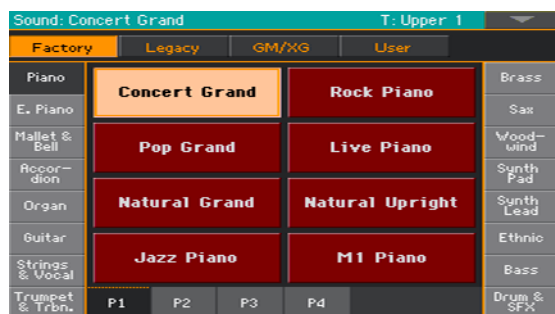 Sound: Concert Grand T: Upper 1
Factory Legacy GM/XG User
Piano
E. Piano
Mallet &
Bell
Accor-
dion
Organ
Guitar
Strings
& Vocal
Trumpet
& Trbn.
Concert Grand Rock Piano
Pop Grand Live Piano
Natural Grand Natural Upright
Jazz Piano M1 Piano
P1 P2 P3 P4
Brass
Sax
Wood-
wind
Synth
Pad
Synth
Lead
Ethnic
Bass
Drum &
SFX